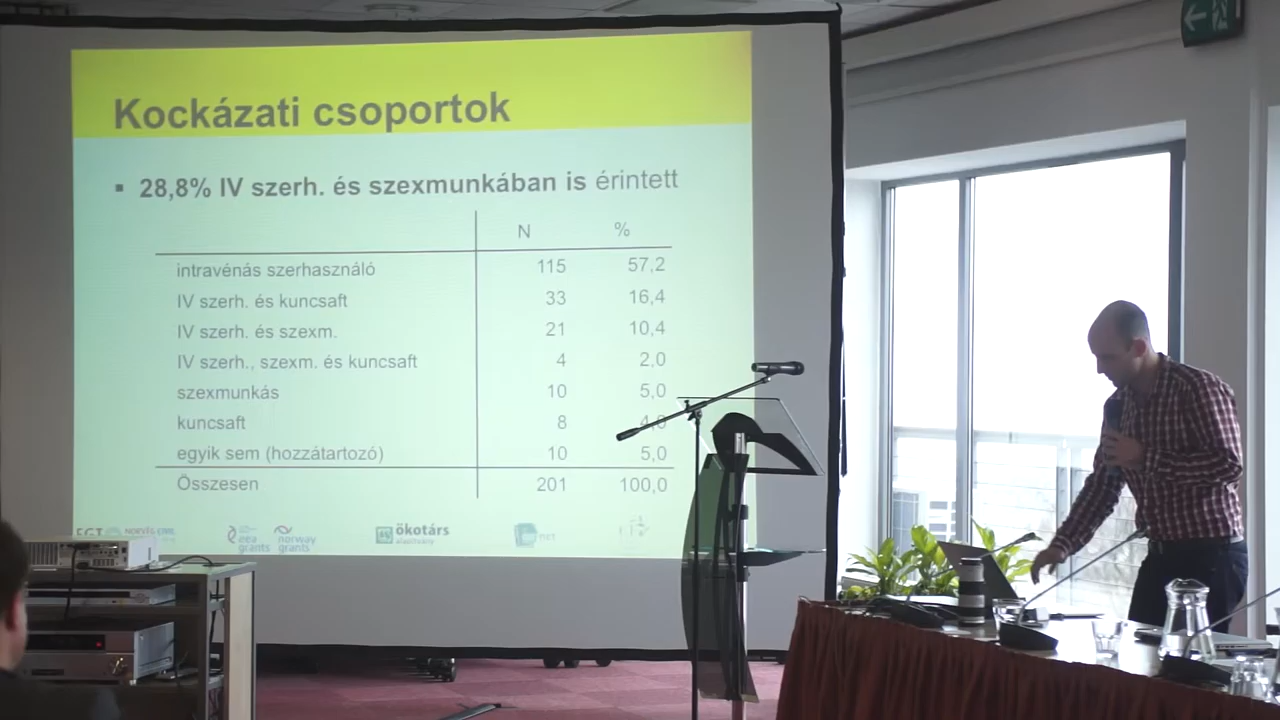 Kockázati csoportok
▪ 28,8% IV szerh. és szexmunkában is érintett
N %
intravénás szerhasználó 115 57,2
IV szerh. és kuncsaft 33 16,4
IV szerh. és szexm. 21 10,4
IV szerh., szexm. és kuncsaft 4 2,0
szexmunkás 10 5,0
kuncsaft 8 4,0
egyik sem (hozzátartozó) 10 5,0
Összesen 201 100,0
eea grants
norway grants
ökotárs
alapítvány
net